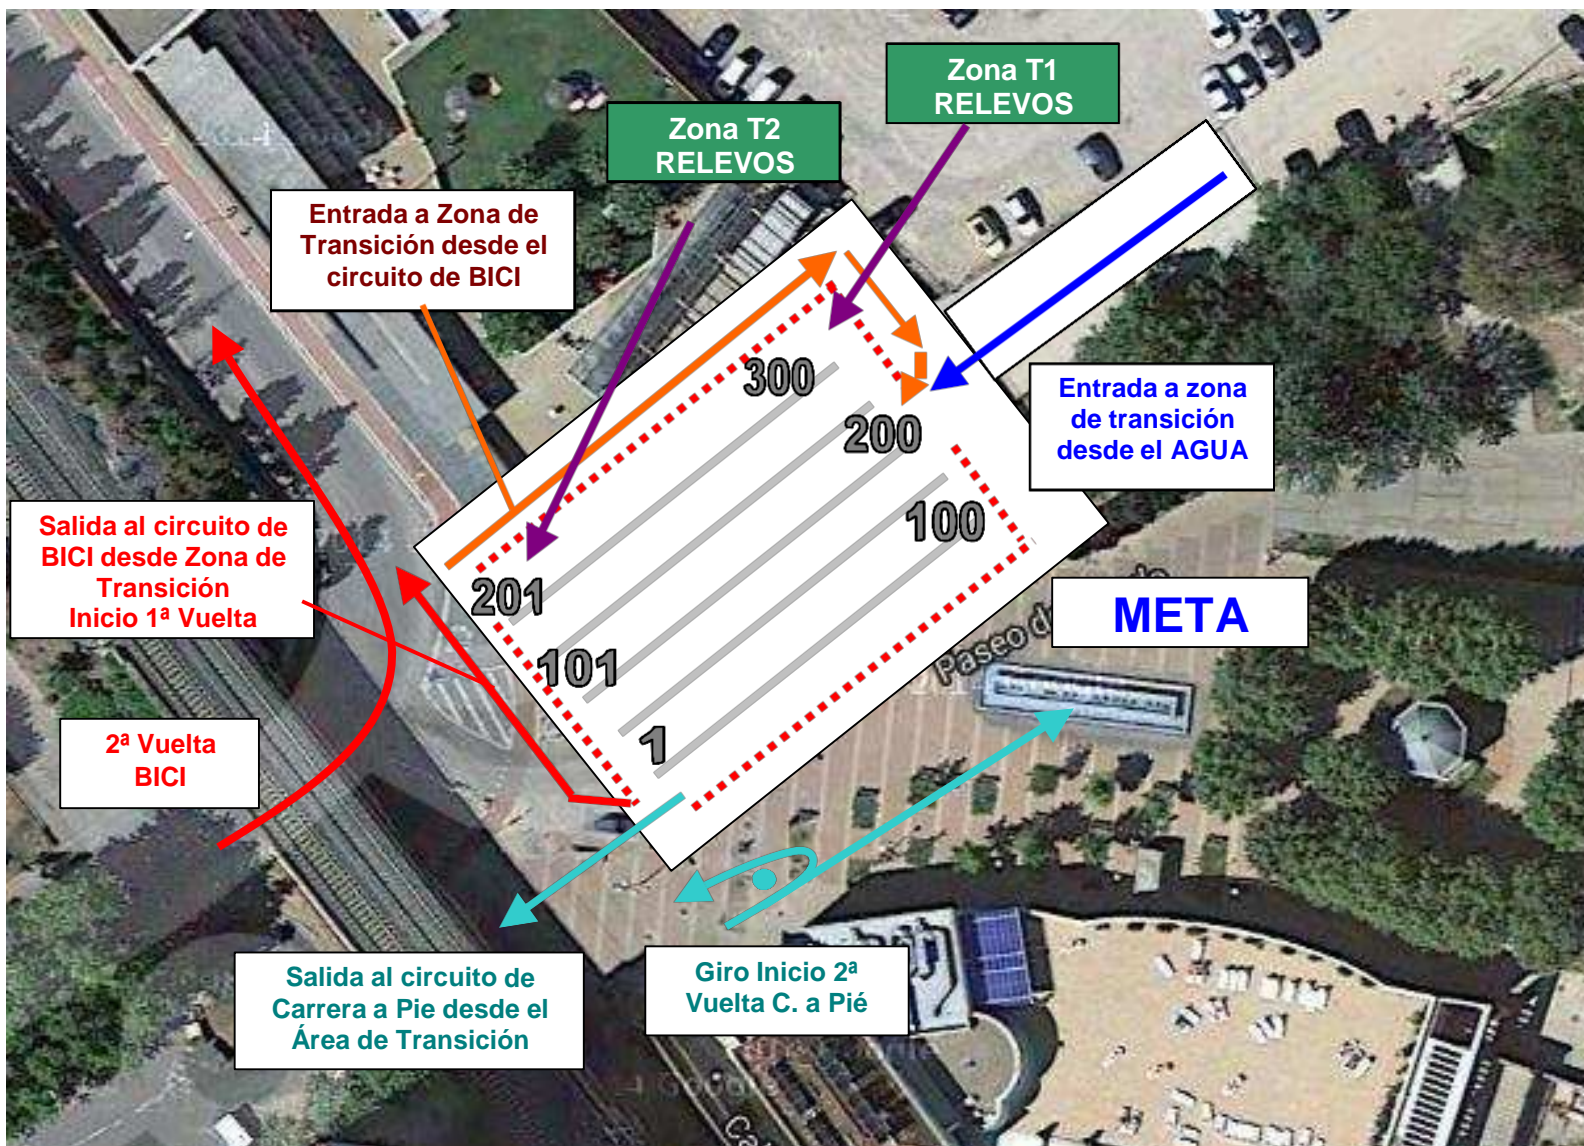 Zona T1
RELEVOS
Zona T2
RELEVOS
Entrada a Zona de
Transición desde el
circuito de BICI
300
200
100
Entrada a zona
de transición
desde el AGUA
Salida al circuito de
BICI desde Zona de
Transición
Inicio 1ª Vuelta
201
101
1
META
Paseo de
2ª Vuelta
BICI
Salida al circuito de
Carrera a Pie desde el
Área de Transición
Giro Inicio 2ª
Vuelta C. a Pié